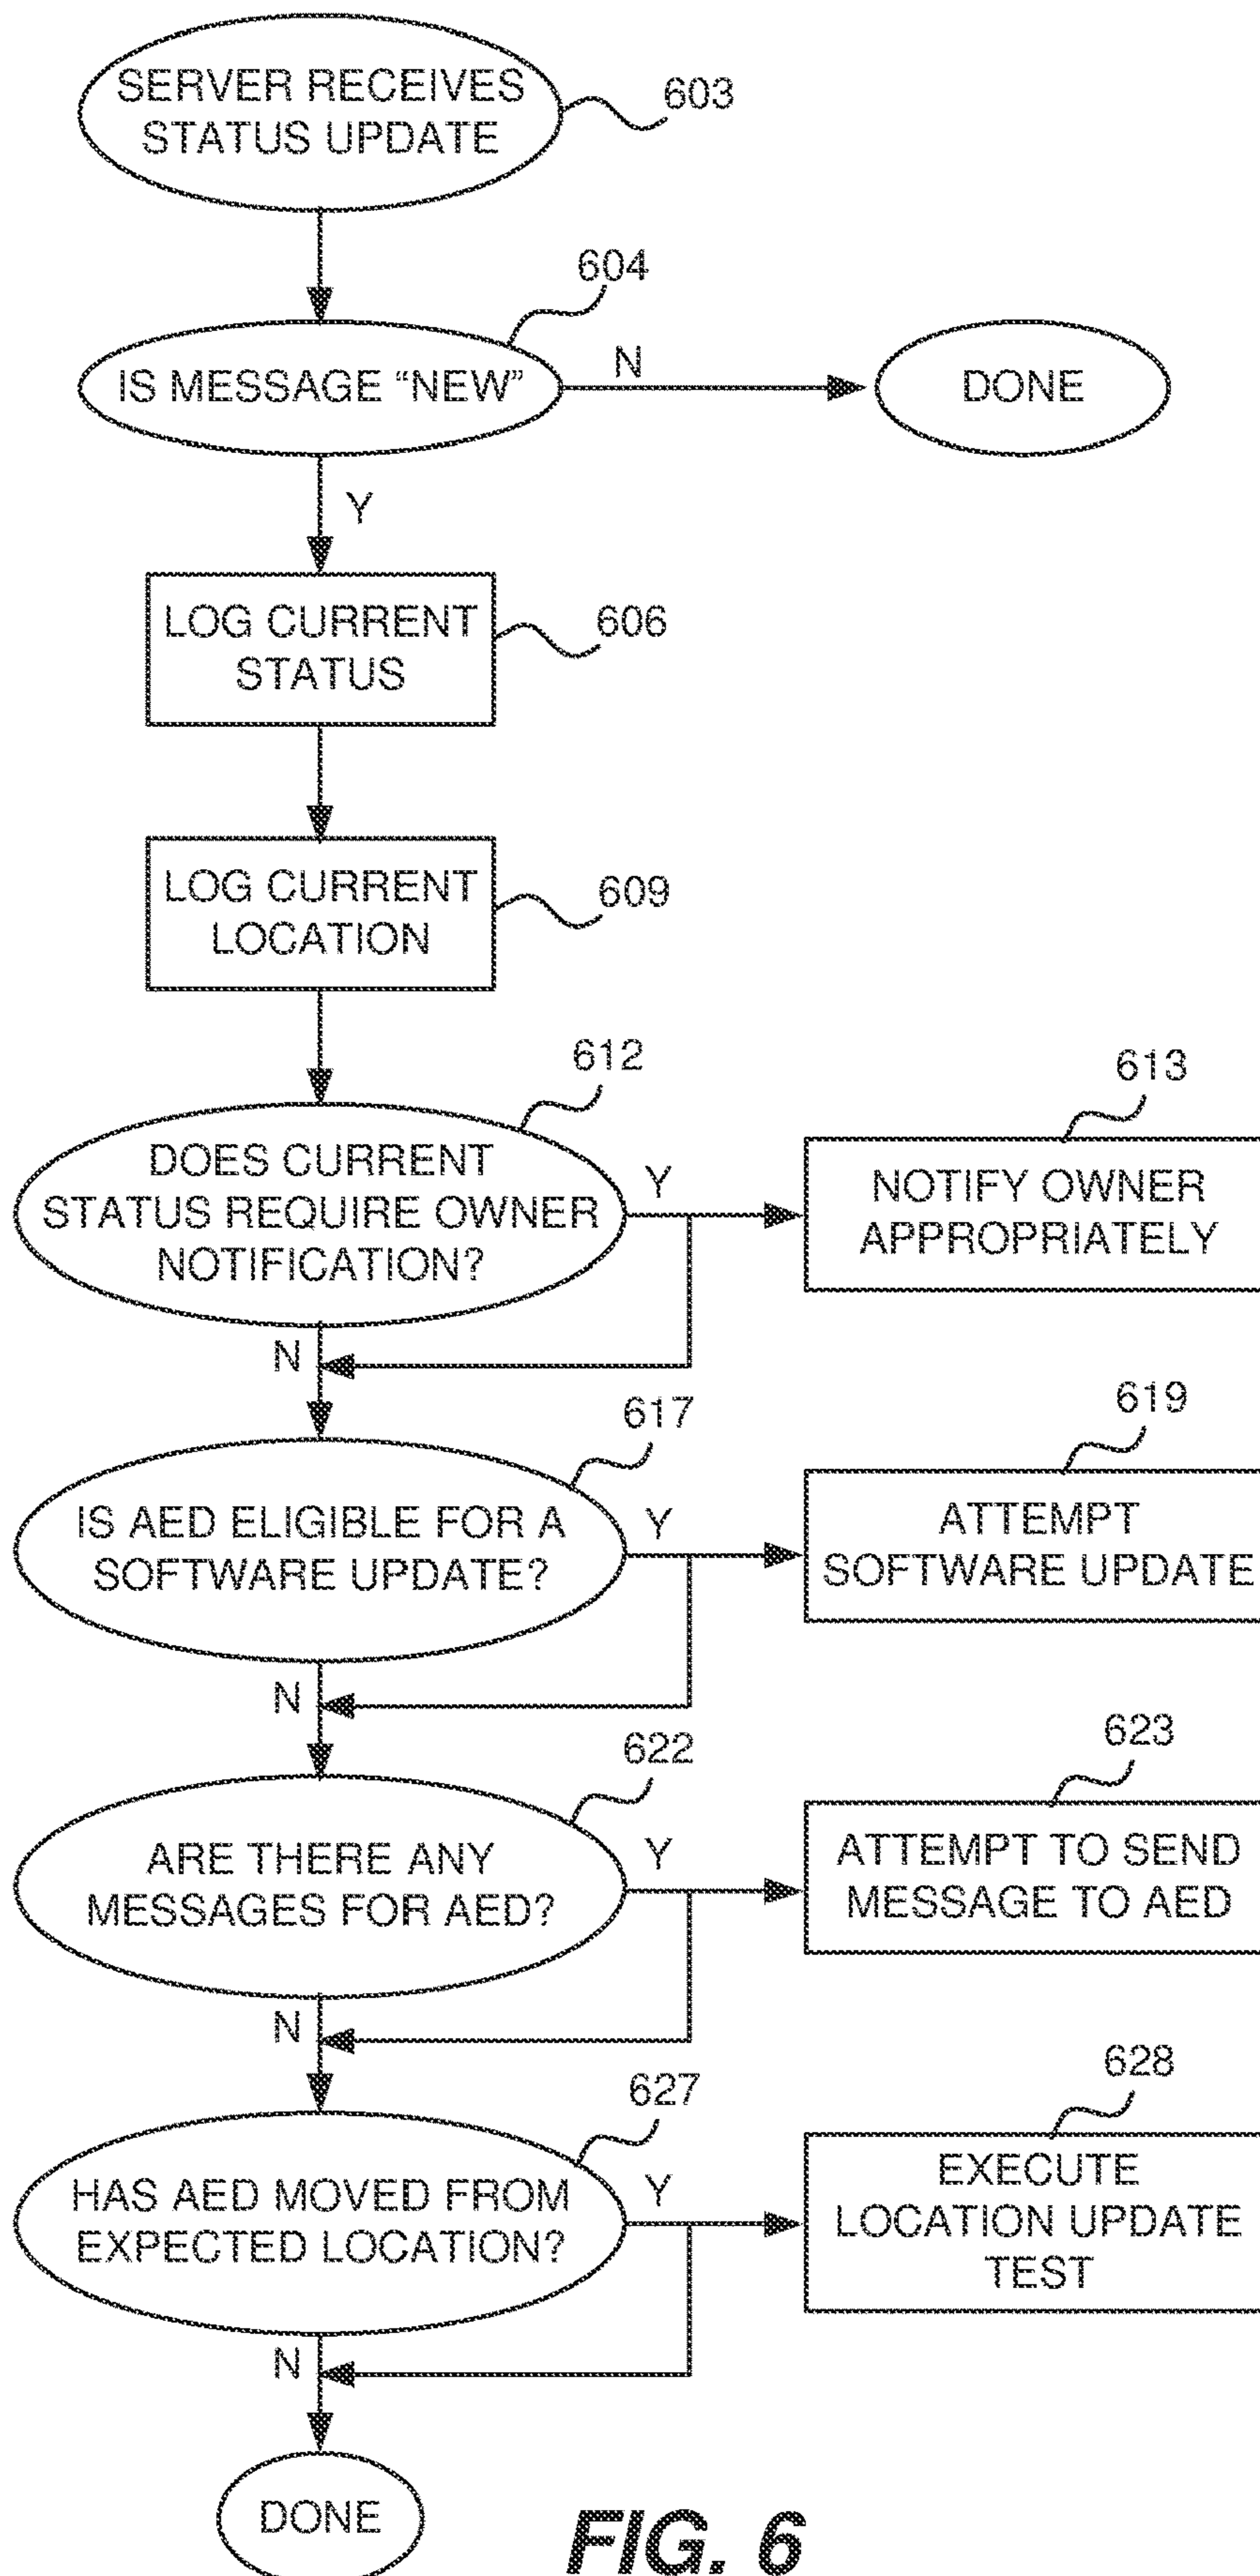 SERVER RECEIVES
STATUS UPDATE
603
604
IS MESSAGE “NEW”
N
DONE
Y
LOG CURRENT
STATUS
606
LOG CURRENT
LOCATION
609
612
DOES CURRENT
STATUS REQUIRE OWNER
NOTIFICATION?
Y
613
NOTIFY OWNER
APPROPRIATELY
N
617
IS AED ELIGIBLE FOR A
SOFTWARE UPDATE?
Y
619
ATTEMPT
SOFTWARE UPDATE
N
622
ARE THERE ANY
MESSAGES FOR AED?
Y
623
ATTEMPT TO SEND
MESSAGE TO AED
N
627
HAS AED MOVED FROM
EXPECTED LOCATION?
Y
628
EXECUTE
LOCATION UPDATE
TEST
N
DONE
FIG. 6